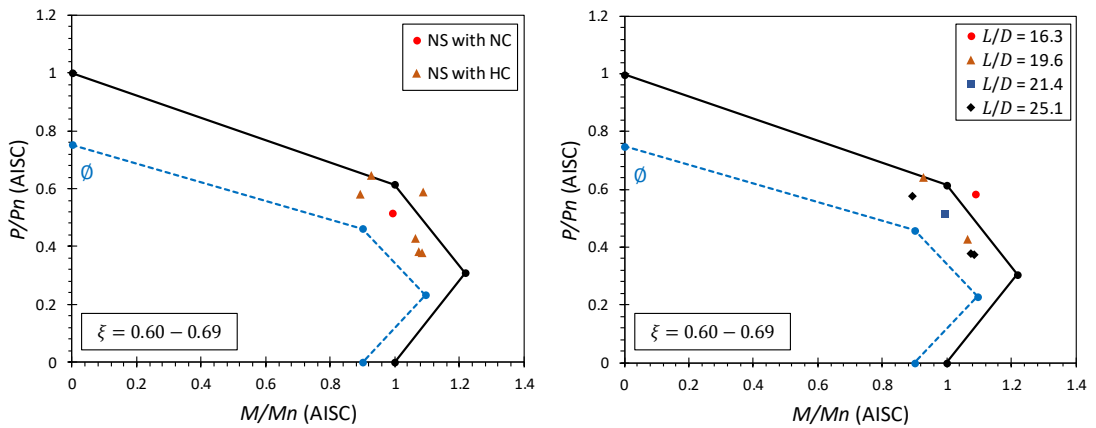 1.2
1
0.8
0.6
0.4
0.2
0
P/Pn (AISC)
∅
NS with NC
NS with HC
ξ = 0.60 − 0.69
0 0.2 0.4 0.6 0.8 1 1.2 1.4
M/Mn (AISC)
1.2
1
0.8
0.6
0.4
0.2
0
P/Pn (AISC)
∅
L/D = 16.3
L/D = 19.6
L/D = 21.4
L/D = 25.1
ξ = 0.60 − 0.69
0 0.2 0.4 0.6 0.8 1 1.2 1.4
M/Mn (AISC)